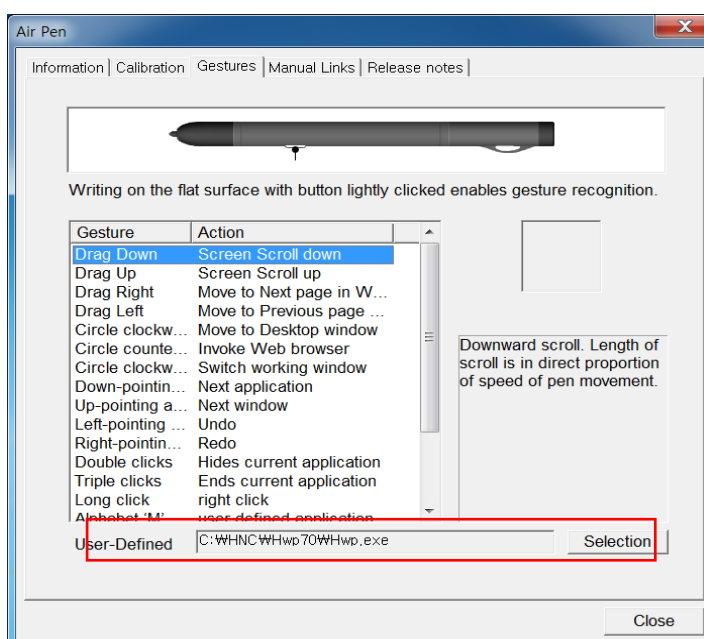 Air Pen
Information Calibration Gestures Manual Links Release notes
Writing on the flat surface with button lightly clicked enables gesture recognition.
Gesture Action
Drag Down Screen Scroll down
Drag Up Screen Scroll up
Drag Right Move to Next page in W...
Drag Left Move to Previous page ...
Circle clockw... Move to Desktop window
Circle counte... Invoke Web browser
Circle clockw... Switch working window
Down-pointin... Next application
Up-pointing a... Next window
Left-pointing ... Undo
Right-pointin... Redo
Double clicks Hides current application
Triple clicks Ends current application
Long click right click
Alphabet 'M' user defined application
Downward scroll. Length of
scroll is in direct proportion
of speed of pen movement.
User-Defined C:₩HNC₩Hwp70₩Hwp.exe Selection
Close